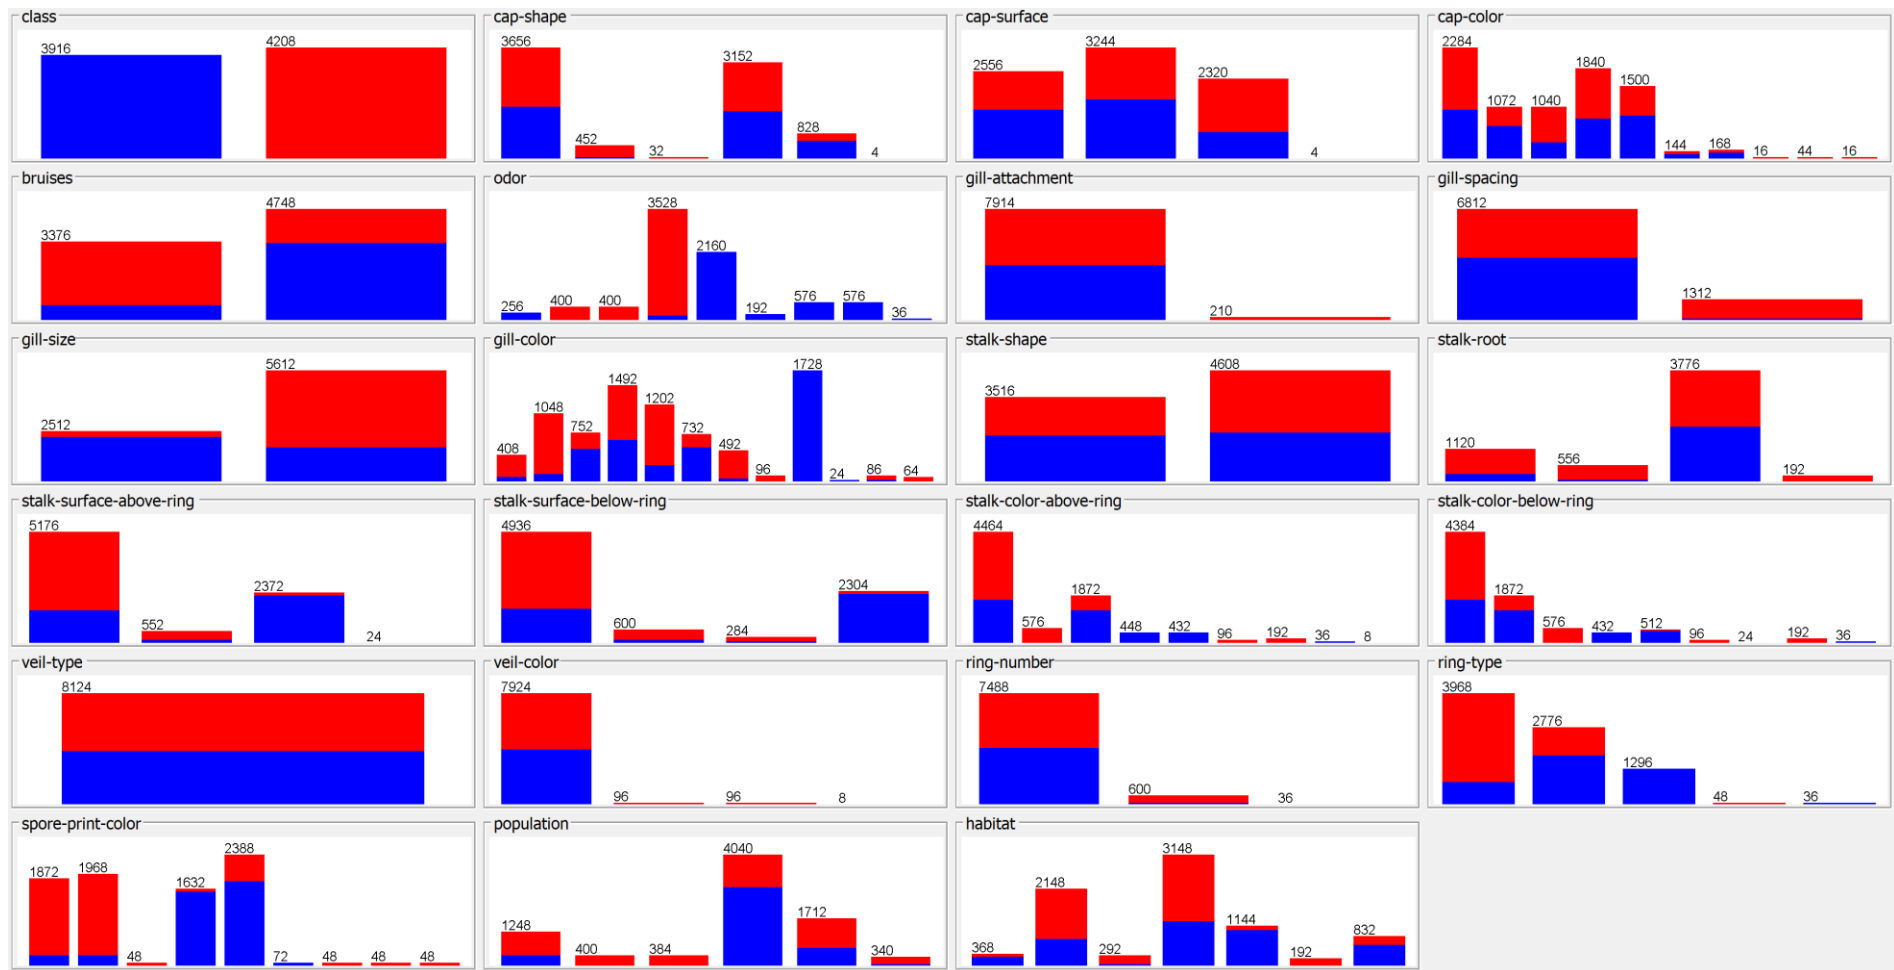 class
3916 4208
cap-shape
3656 452 32 3152 828 4
cap-surface
2556 3244 2320 4
cap-color
2284 1072 1040 1840 1500 144 168 16 44 16
bruises
3376 4748
odor
256 400 400 3528 2160 192 576 576 36
gill-attachment
7914 210
gill-spacing
6812 1312
gill-size
2512 5612
gill-color
408 1048 752 1492 1202 732 492 96 1728 24 86 64
stalk-shape
3516 4608
stalk-root
1120 556 3776 192
stalk-surface-above-ring
5176 552 2372 24
stalk-surface-below-ring
4936 600 284 2304
stalk-color-above-ring
4464 576 1872 448 432 96 192 36 8
stalk-color-below-ring
4384 1872 576 432 512 96 24 192 36
veil-type
8124
veil-color
7924 96 96 8
ring-number
7488 600 36
ring-type
3968 2776 1296 48 36
spore-print-color
1872 1968 48 1632 2388 72 48 48 48
population
1248 400 384 4040 1712 340
habitat
368 2148 292 3148 1144 192 832